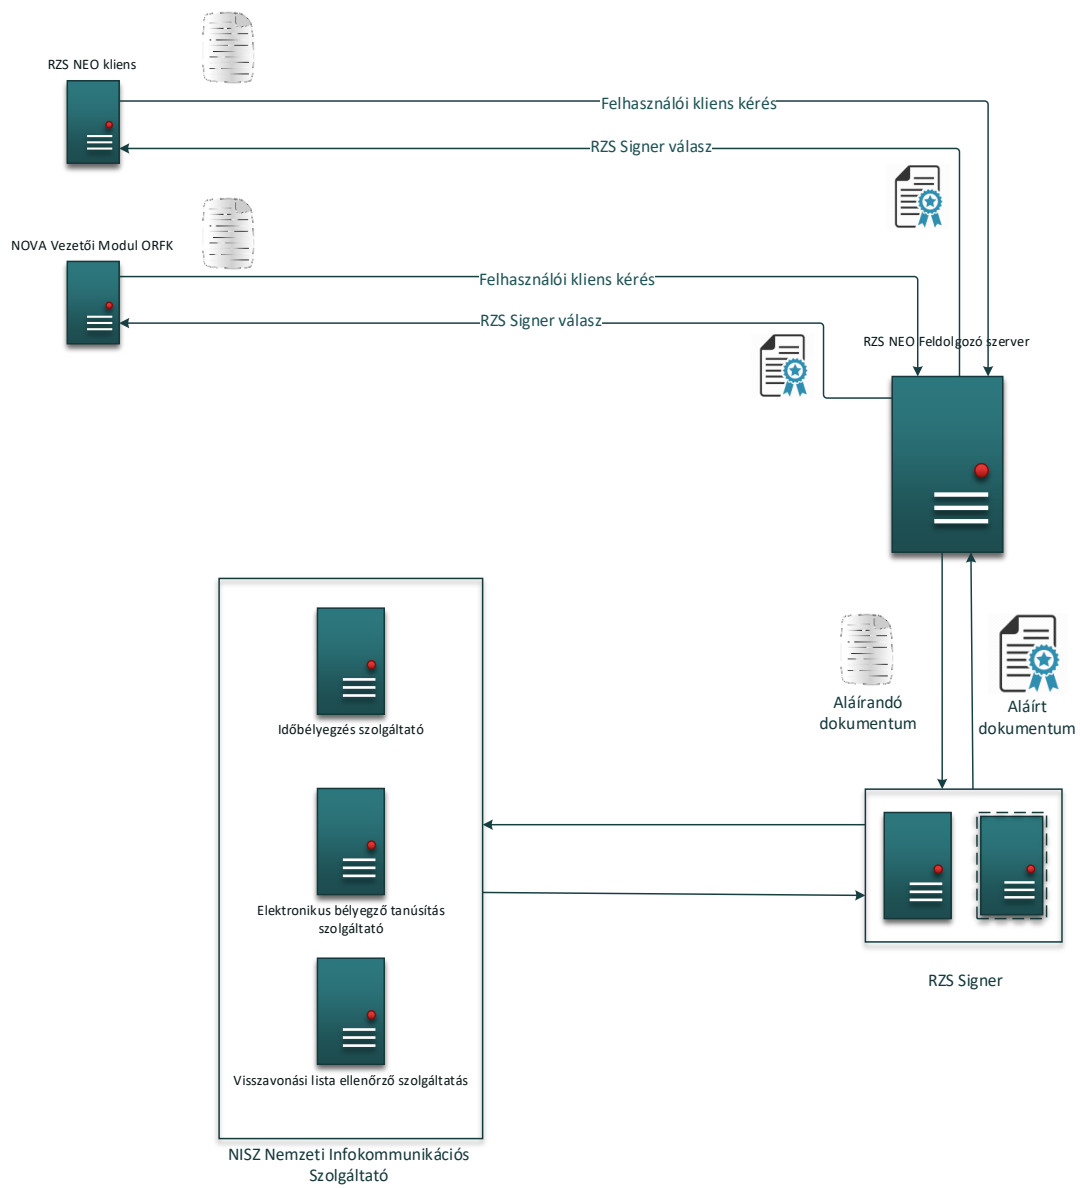 RZS NEO kliens
Felhasználói kliens kérés
RZS Signer válasz
NOVA Vezetői Modul ORFK
Felhasználói kliens kérés
RZS Signer válasz
RZS NEO Feldolgozó szerver
Aláírandó
dokumentum
Aláírt
dokumentum
Időbélyegzés szolgáltató
Elektronikus bélyegző tanúsítás
szolgáltató
RZS Signer
Visszavonási lista ellenőrző szolgáltatás
NISZ Nemzeti Infokommunikációs
Szolgáltató